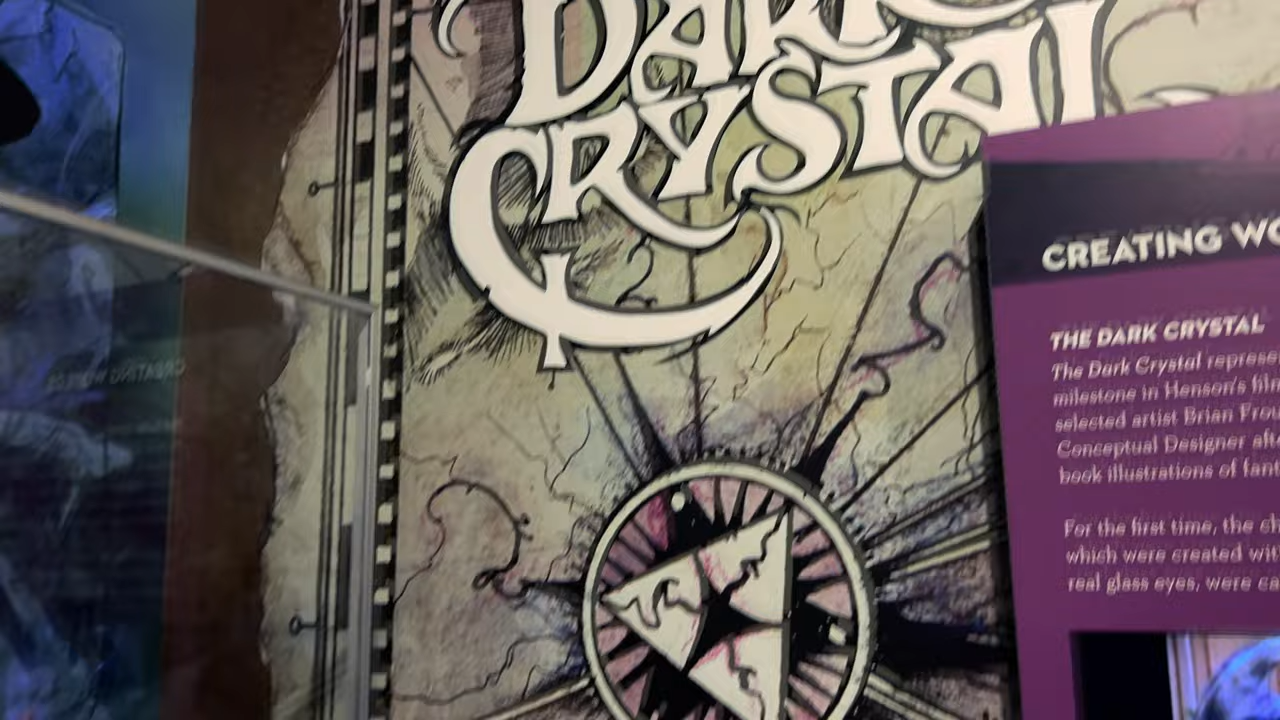 DARK
CRYSTAL
CREATING WO
THE DARK CRYSTAL
The Dark Crystal represe
milestone in Henson's film
selected artist Brian Frou
Conceptual Designer afte
book illustrations of fant
For the first time, the ch
which were created with
real glass eyes, were ca